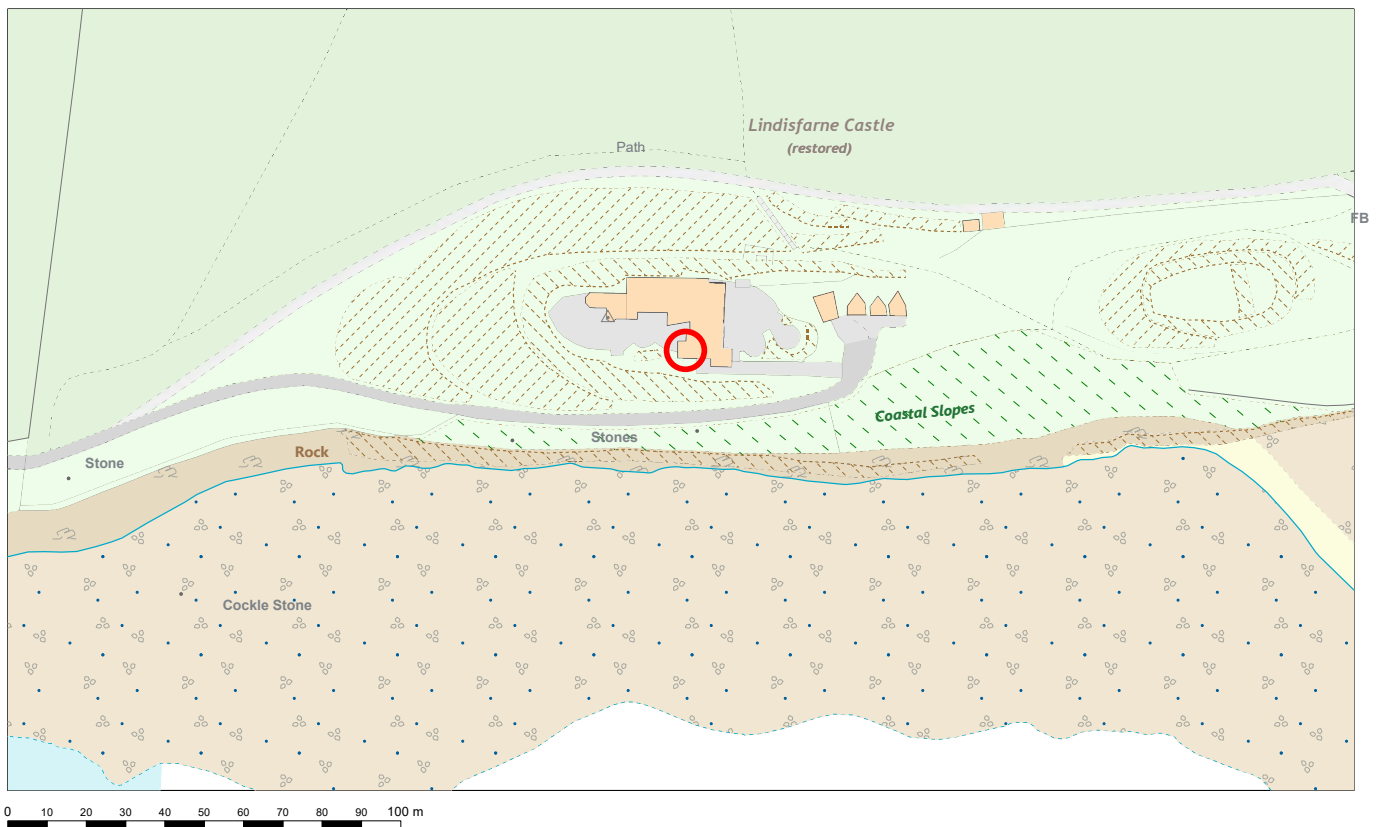 Lindisfarne Castle
(restored)
Path
FB
Coastal Slopes
Stones
Rock
Stone
Cockle Stone
0 10 20 30 40 50 60 70 80 90 100 m